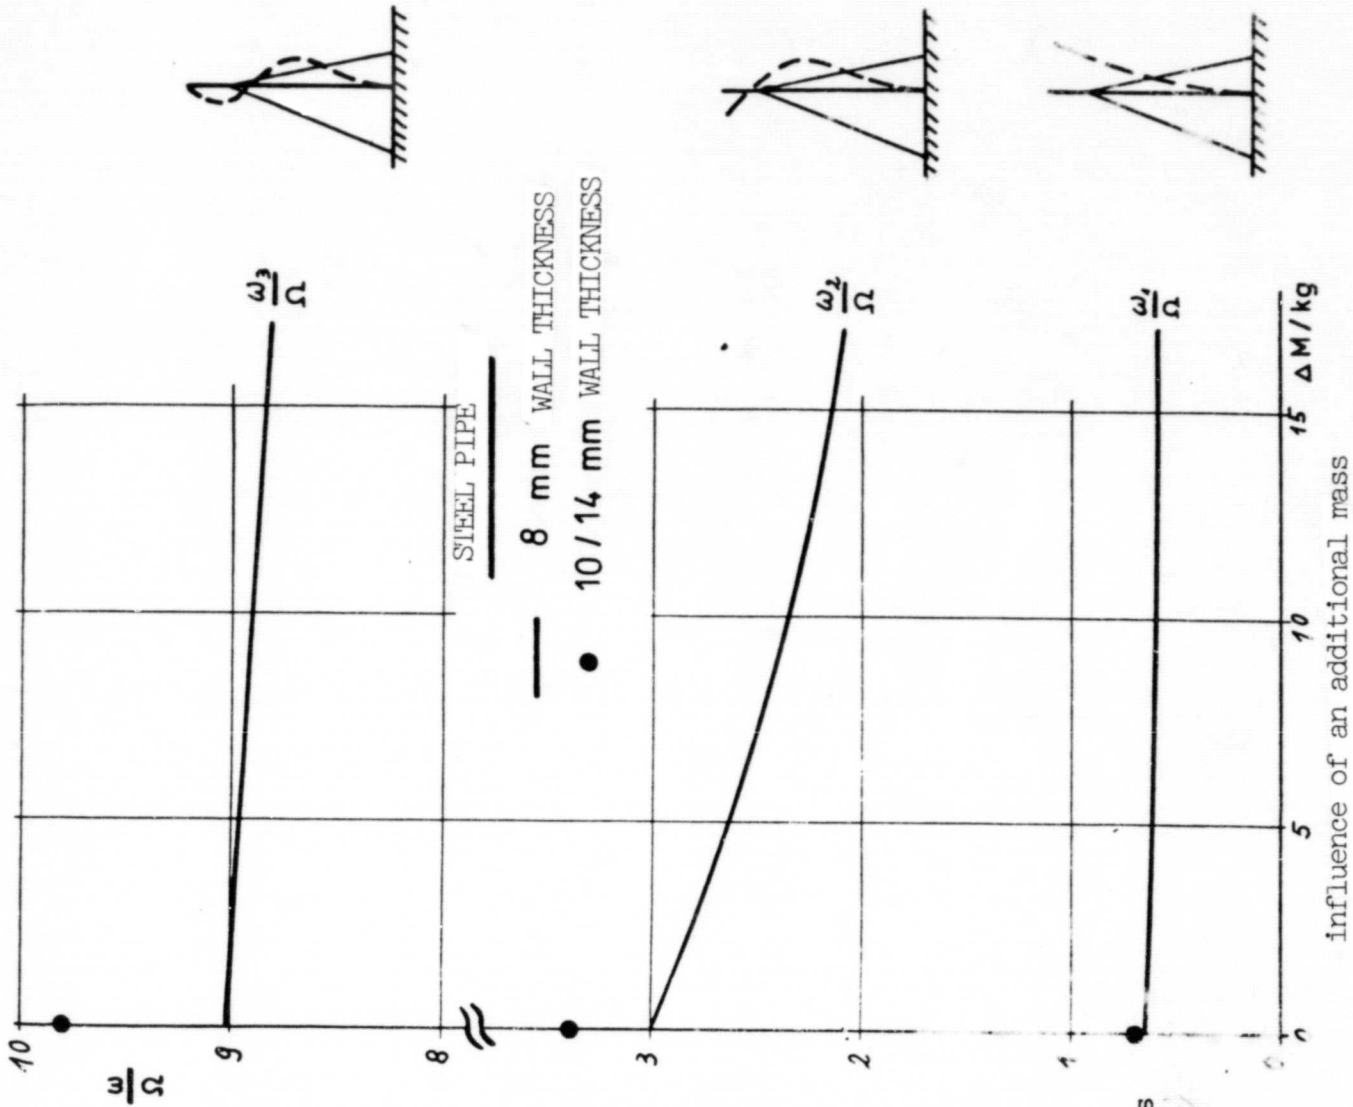 ω/Ω
10
9
8
3
2
1
0
0
5
10
15
Δ M / kg
ω₃/Ω
ω₂/Ω
ω₁/Ω
STEEL PIPE
8 mm WALL THICKNESS
10 / 14 mm WALL THICKNESS
influence of an additional mass